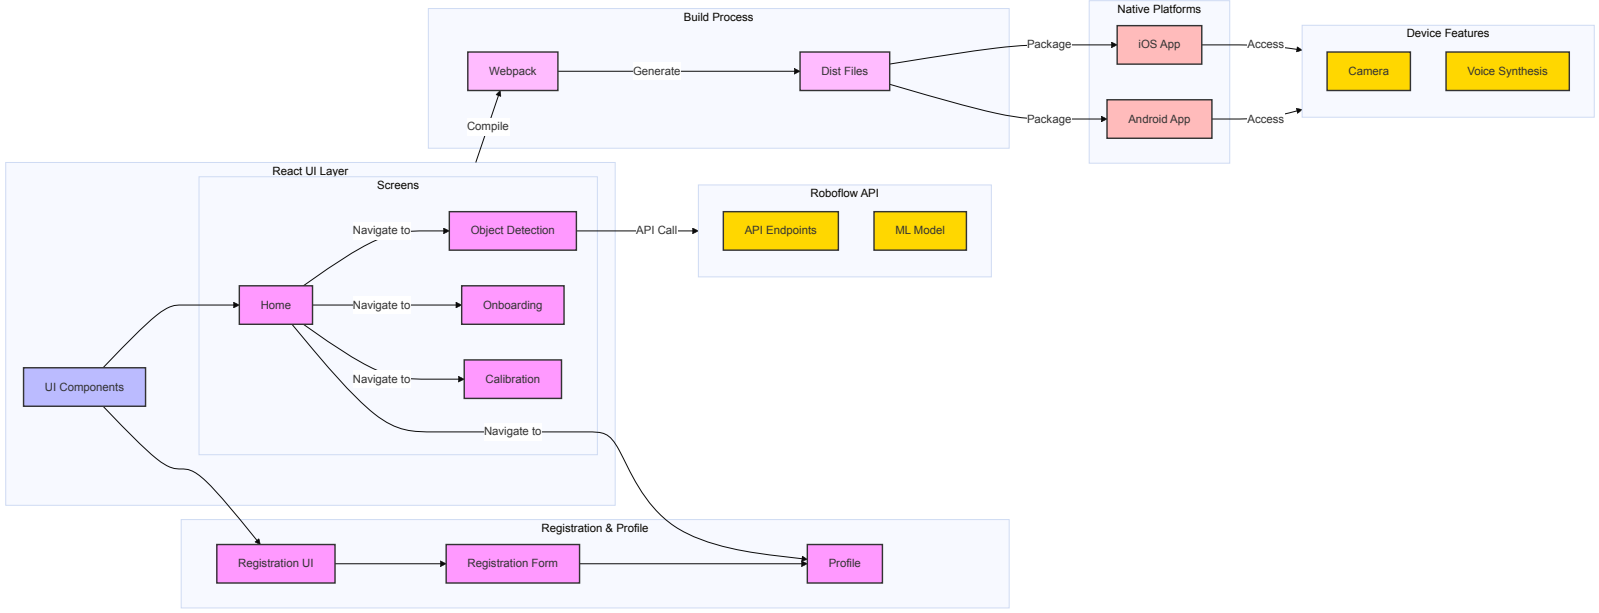 Build Process
Webpack
Generate
Dist Files
Compile
Package
Package
Native Platforms
iOS App
Android App
Access
Access
Device Features
Camera
Voice Synthesis
React UI Layer
Screens
UI Components
Home
Navigate to
Object Detection
Navigate to
Onboarding
Navigate to
Calibration
Navigate to
API Call
Roboflow API
API Endpoints
ML Model
Registration & Profile
Registration UI
Registration Form
Profile